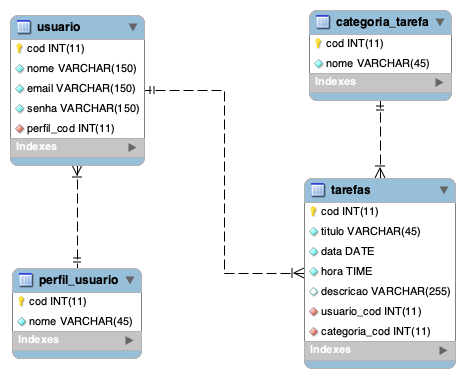 usuario
cod INT(11)
nome VARCHAR(150)
email VARCHAR(150)
senha VARCHAR(150)
perfil_cod INT(11)
Indexes
categoria_tarefa
cod INT(11)
nome VARCHAR(45)
Indexes
perfil_usuario
cod INT(11)
nome VARCHAR(45)
Indexes
tarefas
cod INT(11)
titulo VARCHAR(45)
data DATE
hora TIME
descricao VARCHAR(255)
usuario_cod INT(11)
categoria_cod INT(11)
Indexes